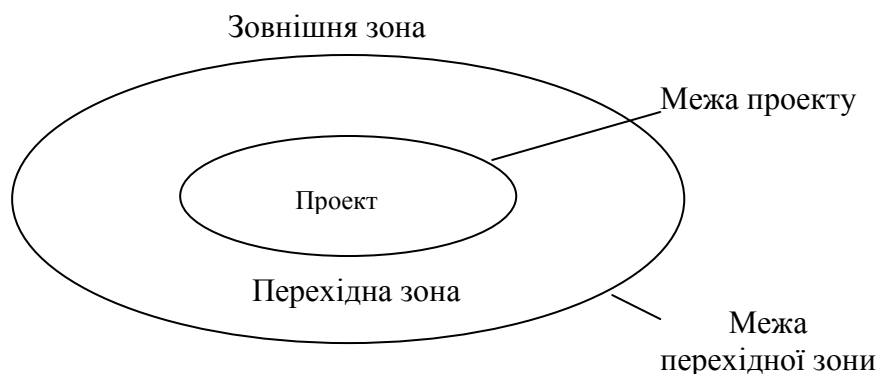 Зовнішня зона
Межа проекту
Проект
Перехідна зона
Межа
перехідної зони